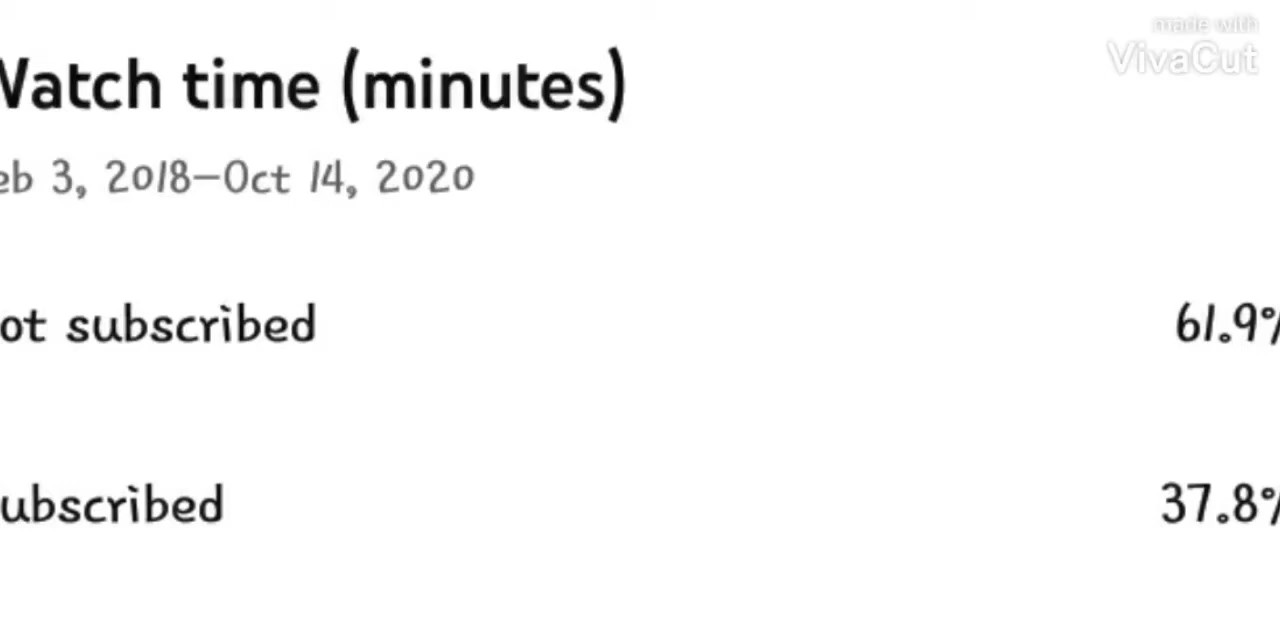 made with
VivaCut
Watch time (minutes)
eb 3, 2018–Oct 14, 2020
ot subscribed
61.9%
ubscribed
37.8%